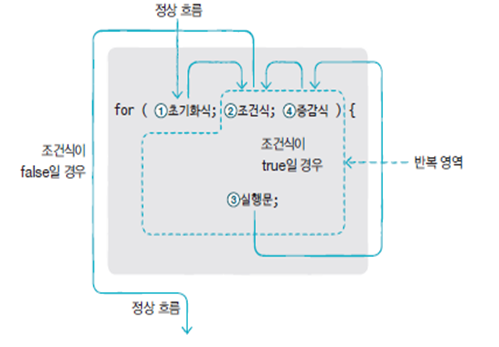 정상 흐름
for ( ①초기화식; ②조건식; ④증감식 ) {
조건식이
false일 경우
조건식이
true일 경우
반복 영역
③실행문;
정상 흐름